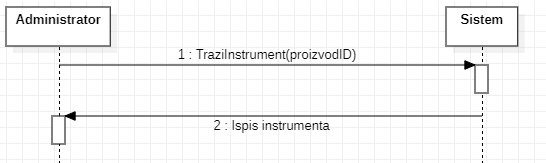 Administrator
Sistem
1 : TraziInstrument(proizvodID)
2 : Ispis instrumenta